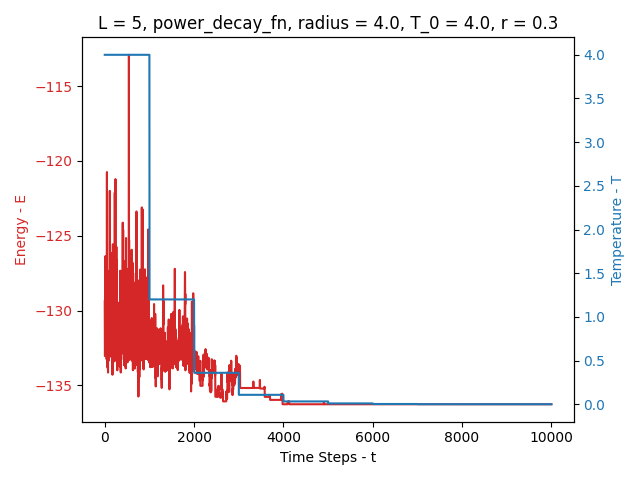 L = 5, power_decay_fn, radius = 4.0, T_0 = 4.0, r = 0.3
Energy - E
−115
−120
−125
−130
−135
4.0
3.5
3.0
2.5
2.0
1.5
1.0
0.5
0.0
Temperature - T
0 2000 4000 6000 8000 10000
Time Steps - t